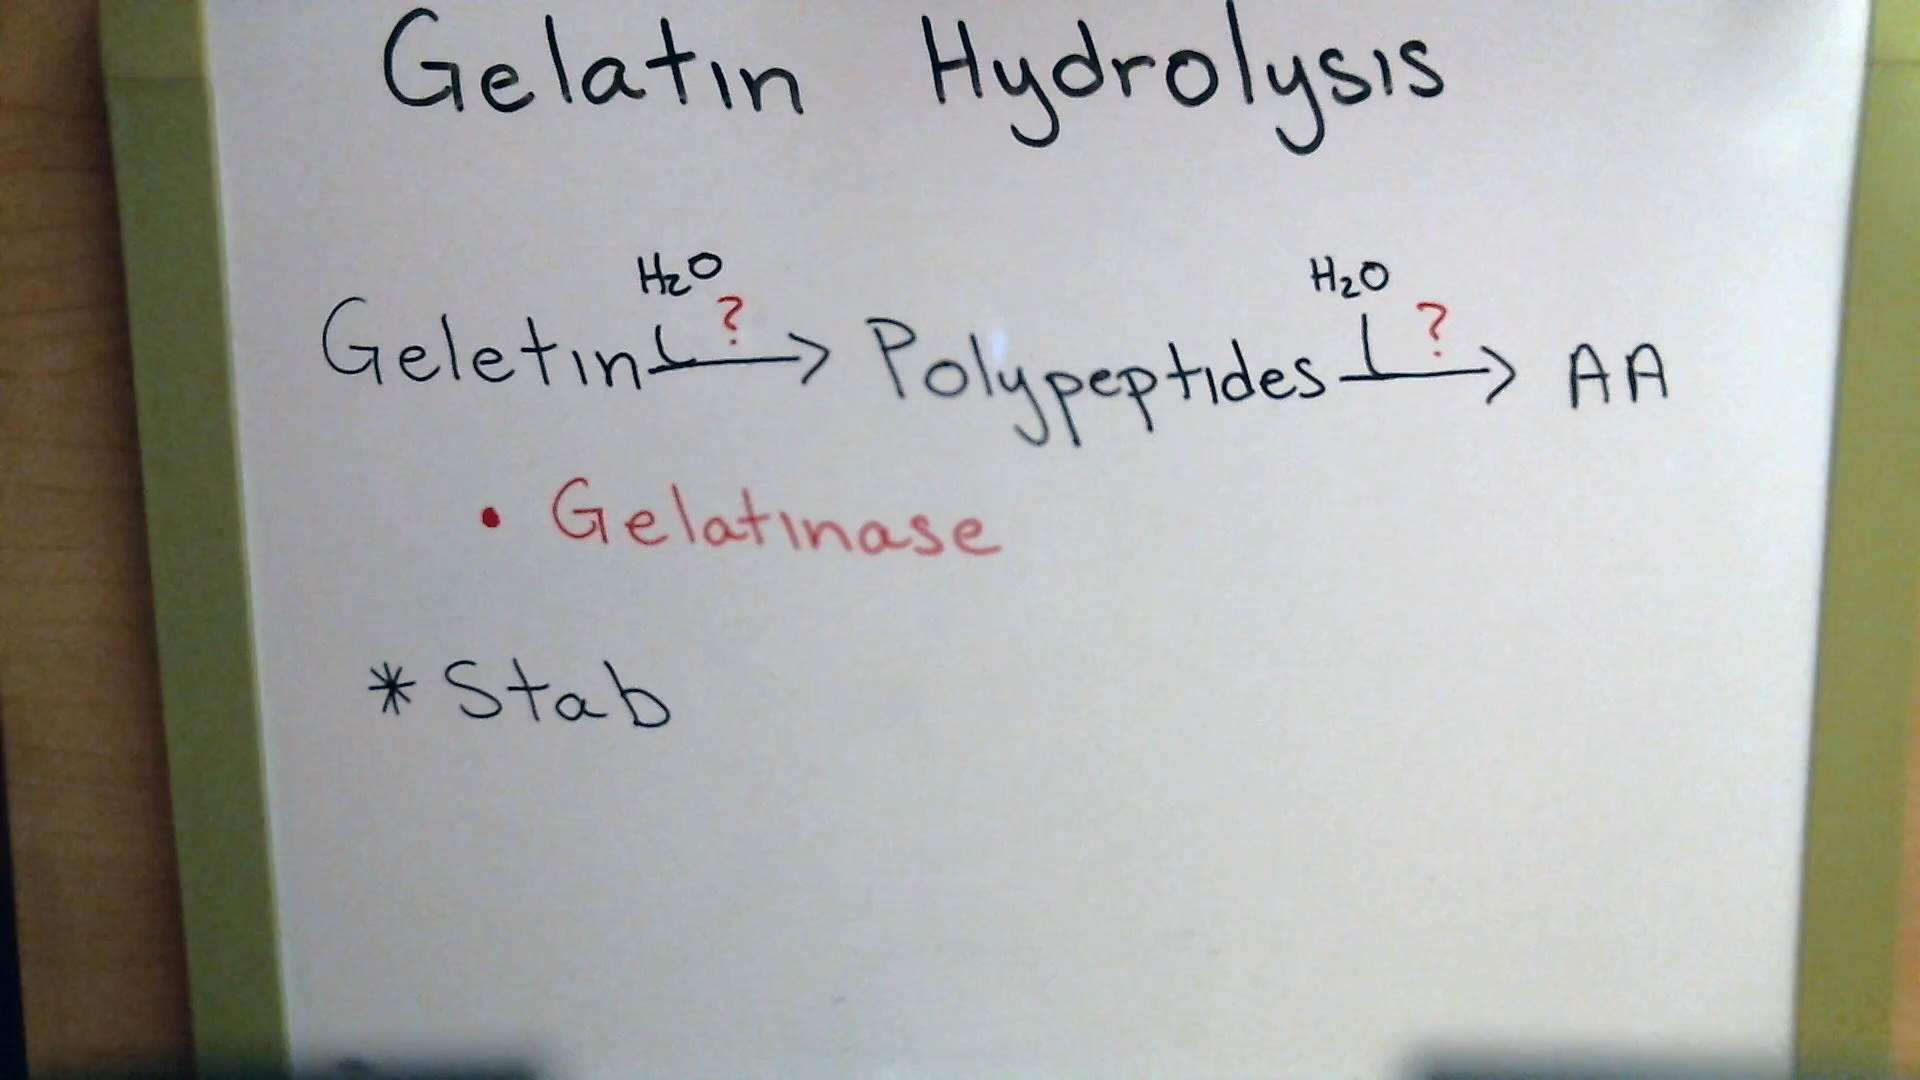 Gelatin Hydrolysis
H₂O ? H₂O ?
Geletin → Polypeptides → AA
• Gelatinase
* Stab